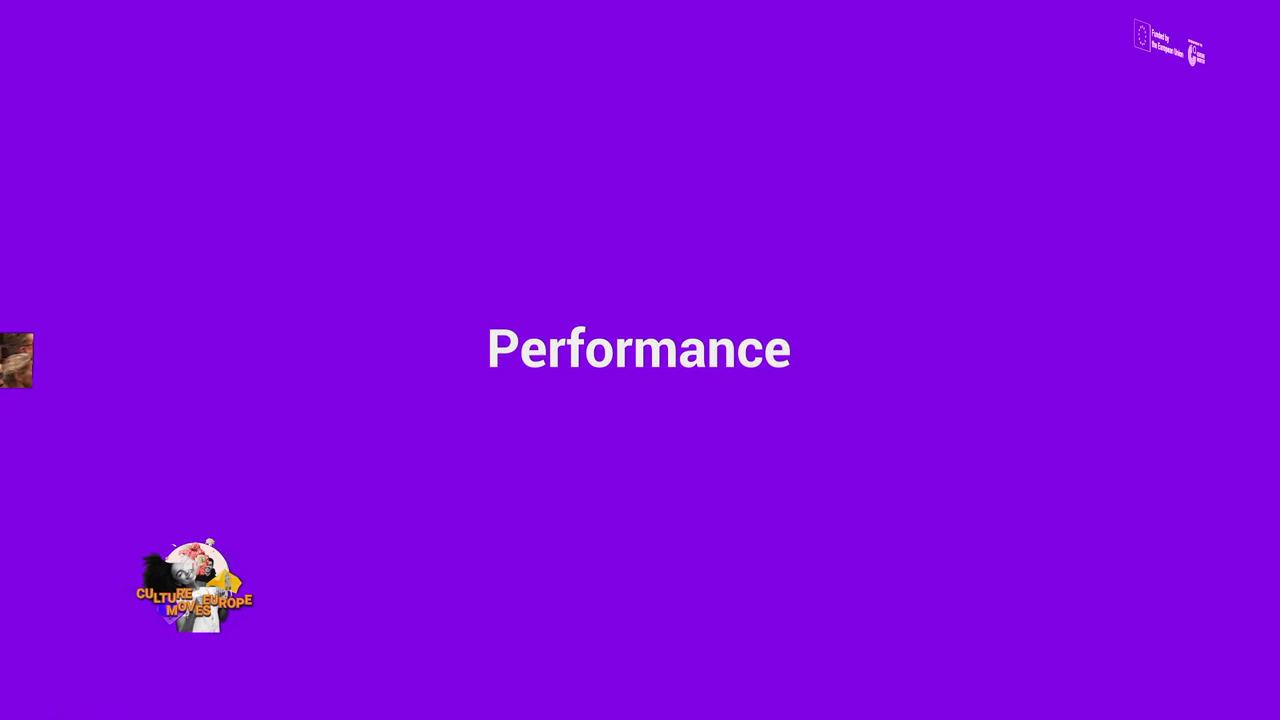 Funded by
the European Union
Performance
CULTURE
MOVES EUROPE